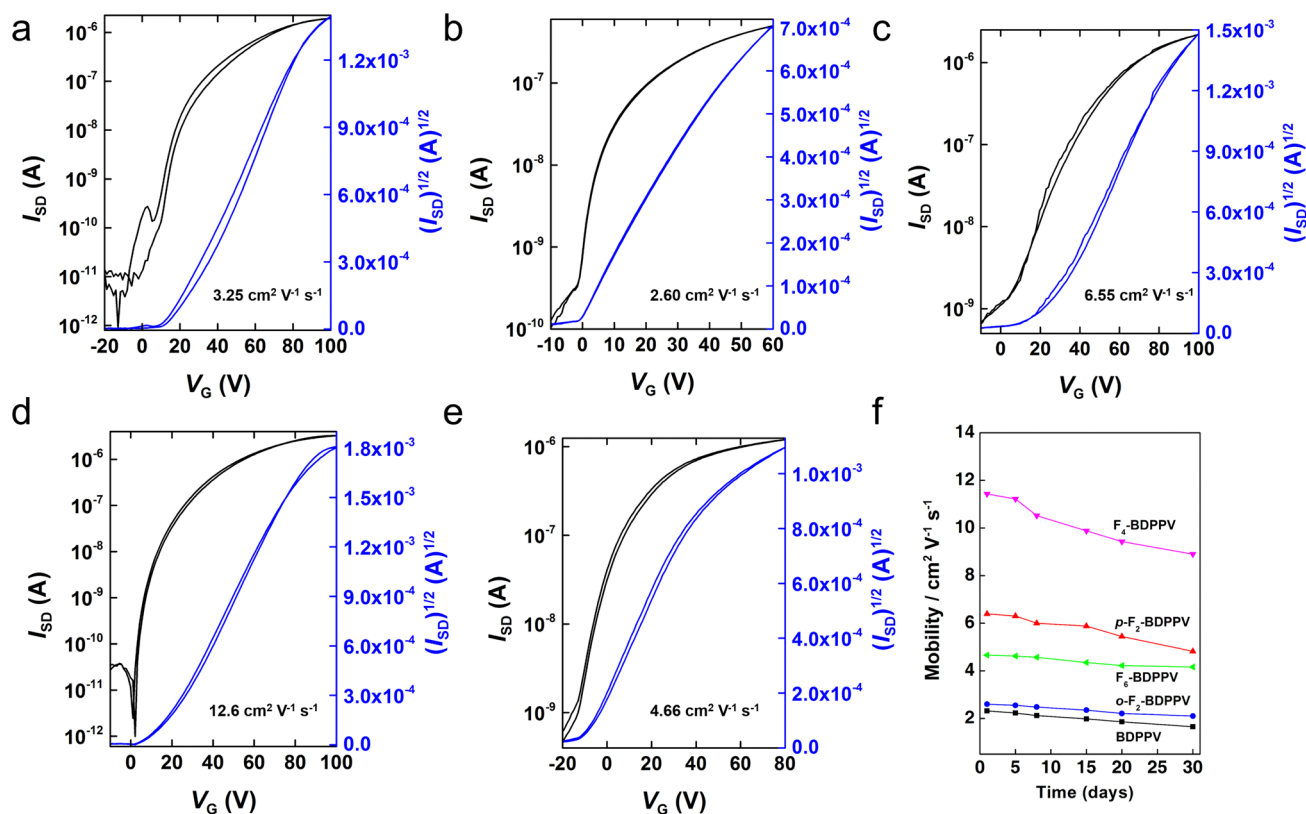 a
10⁻⁶
10⁻⁷
10⁻⁸
10⁻⁹
10⁻¹⁰
10⁻¹¹
10⁻¹²
I_SD (A)
-20 0 20 40 60 80 100
V_G (V)
1.2x10⁻³
9.0x10⁻⁴
6.0x10⁻⁴
3.0x10⁻⁴
0.0
(I_SD)^1/2 (A)^1/2
3.25 cm² V⁻¹ s⁻¹
b
10⁻⁷
10⁻⁸
10⁻⁹
10⁻¹⁰
I_SD (A)
-10 0 10 20 30 40 50 60
V_G (V)
7.0x10⁻⁴
6.0x10⁻⁴
5.0x10⁻⁴
4.0x10⁻⁴
3.0x10⁻⁴
2.0x10⁻⁴
1.0x10⁻⁴
0.0
(I_SD)^1/2 (A)^1/2
2.60 cm² V⁻¹ s⁻¹
c
10⁻⁶
10⁻⁷
10⁻⁸
10⁻⁹
I_SD (A)
0 20 40 60 80 100
V_G (V)
1.5x10⁻³
1.2x10⁻³
9.0x10⁻⁴
6.0x10⁻⁴
3.0x10⁻⁴
0.0
(I_SD)^1/2 (A)^1/2
6.55 cm² V⁻¹ s⁻¹
d
10⁻⁶
10⁻⁷
10⁻⁸
10⁻⁹
10⁻¹⁰
10⁻¹¹
10⁻¹²
I_SD (A)
0 20 40 60 80 100
V_G (V)
1.8x10⁻³
1.5x10⁻³
1.2x10⁻³
9.0x10⁻⁴
6.0x10⁻⁴
3.0x10⁻⁴
0.0
(I_SD)^1/2 (A)^1/2
12.6 cm² V⁻¹ s⁻¹
e
10⁻⁶
10⁻⁷
10⁻⁸
10⁻⁹
I_SD (A)
-20 0 20 40 60 80
V_G (V)
1.0x10⁻³
8.0x10⁻⁴
6.0x10⁻⁴
4.0x10⁻⁴
2.0x10⁻⁴
0.0
(I_SD)^1/2 (A)^1/2
4.66 cm² V⁻¹ s⁻¹
f
14
12
10
8
6
4
2
Mobility / cm² V⁻¹ s⁻¹
0 5 10 15 20 25 30
Time (days)
F₄-BDPPV
p-F₂-BDPPV
F₆-BDPPV
o-F₂-BDPPV
BDPPV